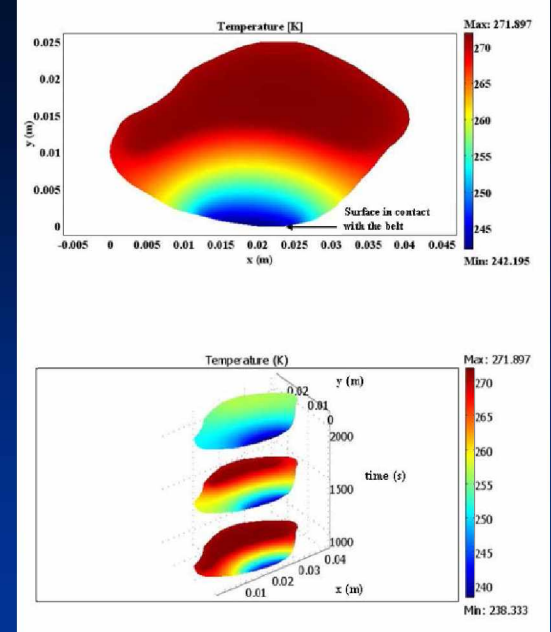 Temperature [K]
Max: 271.897
0.025
0.02
0.015
0.01
0.005
0
y (m)
270
265
260
255
250
245
Surface in contact
with the belt
-0.005 0 0.005 0.01 0.015 0.02 0.025 0.03 0.035 0.04 0.045
x (m)
Min: 242.195
Temperature (K)
Max: 271.897
y (m)
0.02
0.01
0
2000
time (s)
1500
1000
0.04
0.03
0.02
0.01
x (m)
270
265
260
255
250
245
240
Min: 238.333